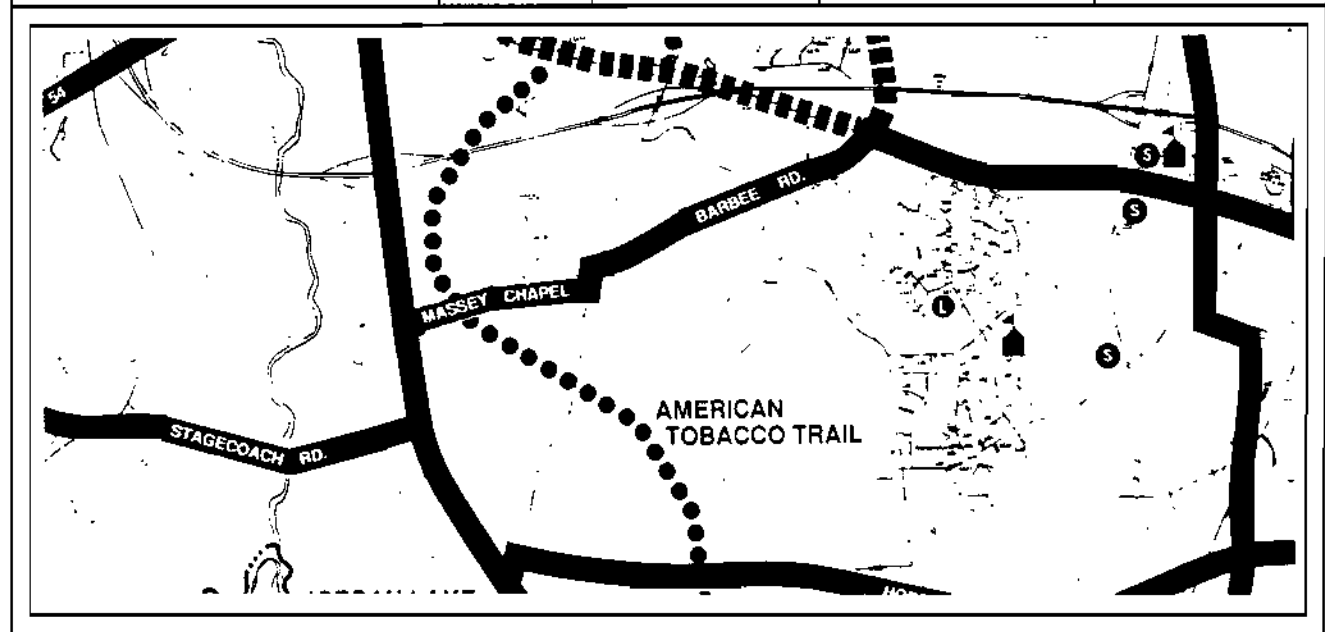 54
BARBEE RD.
S
S
MASSEY CHAPEL
L
S
AMERICAN
TOBACCO TRAIL
STAGECOACH RD.